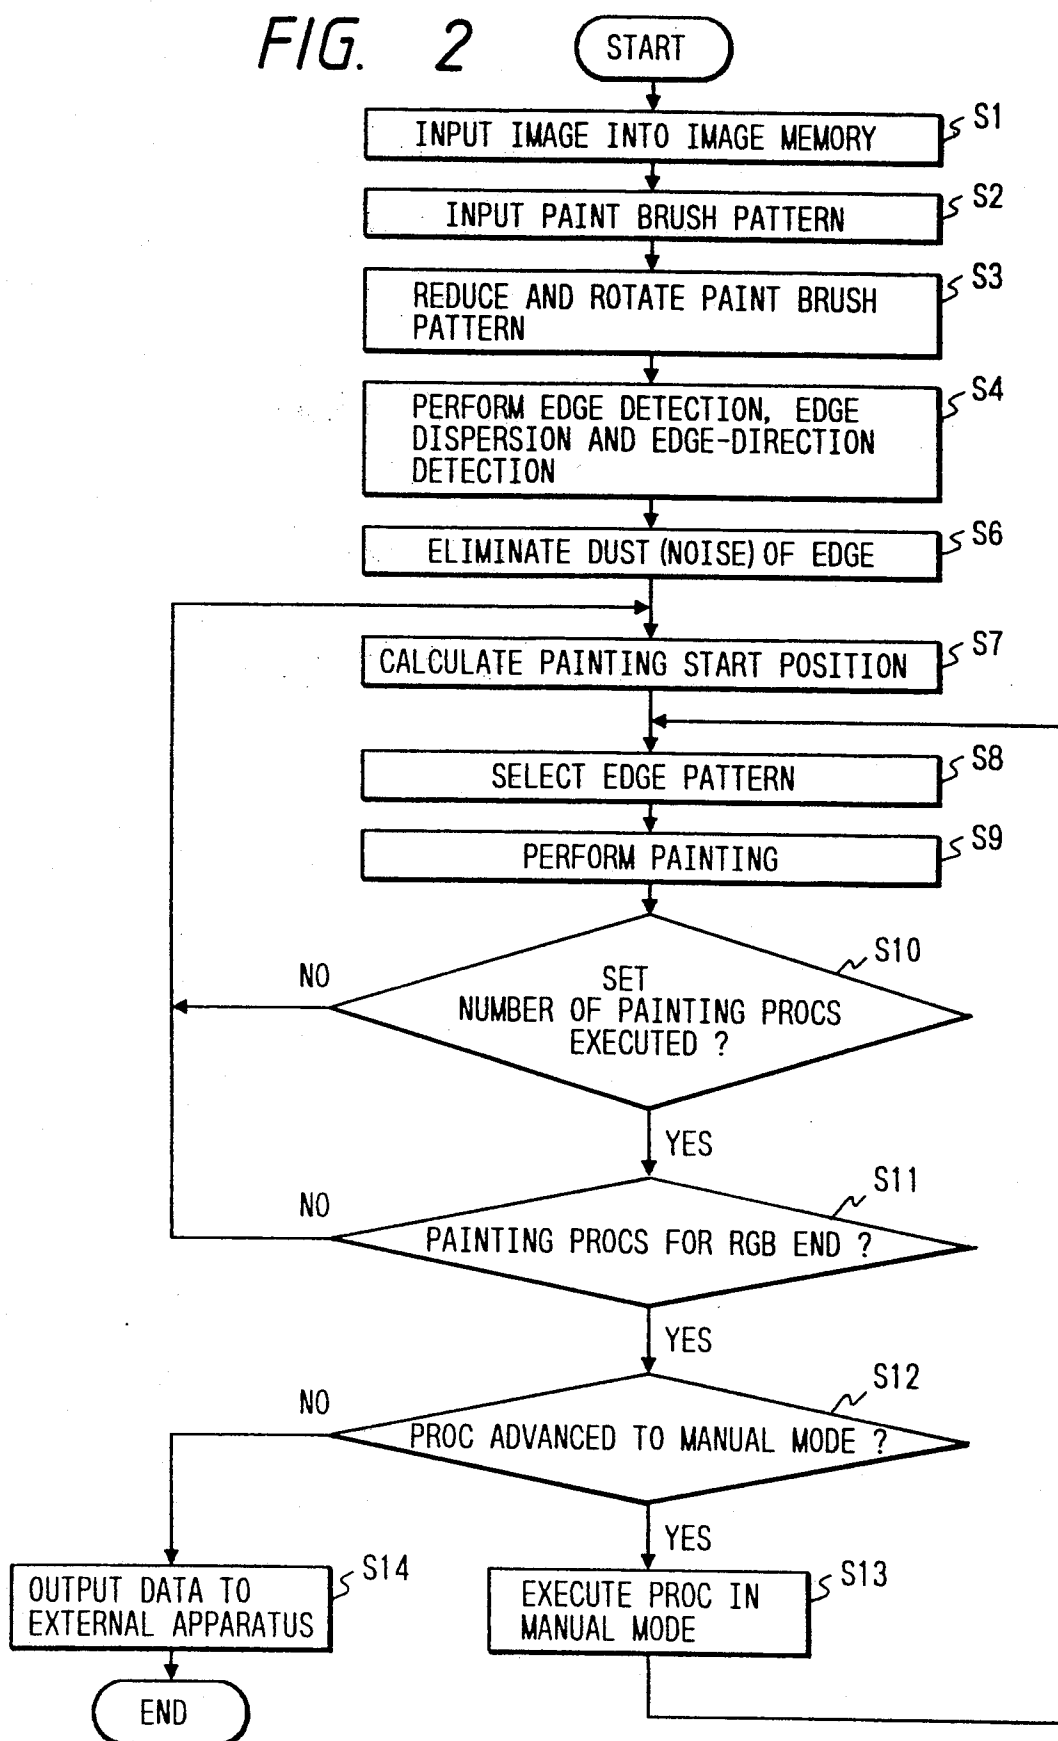 FIG. 2
START
INPUT IMAGE INTO IMAGE MEMORY
S1
INPUT PAINT BRUSH PATTERN
S2
REDUCE AND ROTATE PAINT BRUSH
PATTERN
S3
PERFORM EDGE DETECTION, EDGE
DISPERSION AND EDGE-DIRECTION
DETECTION
S4
ELIMINATE DUST (NOISE) OF EDGE
S6
CALCULATE PAINTING START POSITION
S7
SELECT EDGE PATTERN
S8
PERFORM PAINTING
S9
SET
NUMBER OF PAINTING PROCS
EXECUTED ?
S10
NO
YES
PAINTING PROCS FOR RGB END ?
S11
NO
YES
PROC ADVANCED TO MANUAL MODE ?
S12
NO
YES
OUTPUT DATA TO
EXTERNAL APPARATUS
S14
EXECUTE PROC IN
MANUAL MODE
S13
END